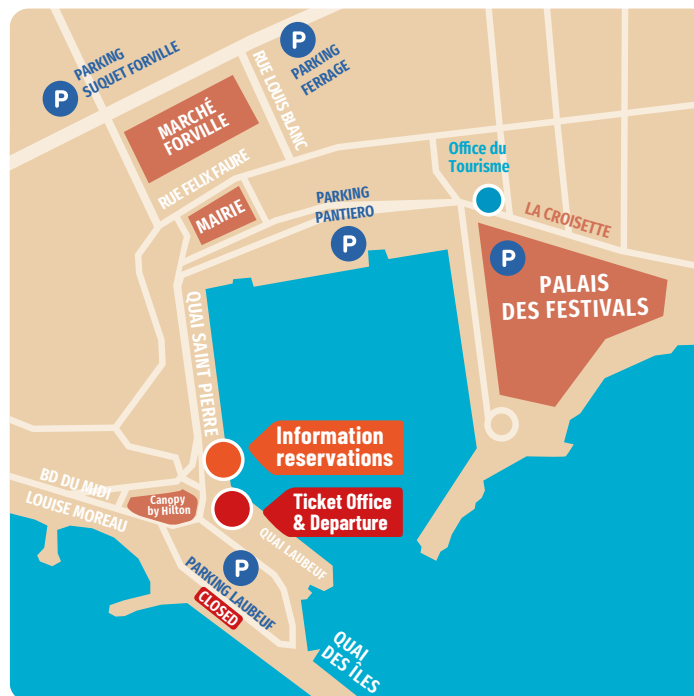 P
PARKING
SUQUET FORVILLE
P
PARKING
FERRAGE
RUE LOUIS BLANC
MARCHÉ
FORVILLE
RUE FELIX FAURE
MAIRIE
PARKING
PANTIERO
P
Office du
Tourisme
LA CROISETTE
P
PALAIS
DES FESTIVALS
QUAI SAINT PIERRE
Information
reservations
Ticket Office
& Departure
BD DU MIDI
LOUISE MOREAU
Canopy
by Hilton
QUAI LAUBEUF
P
PARKING LAUBEUF
CLOSED
QUAI
DES ÎLES